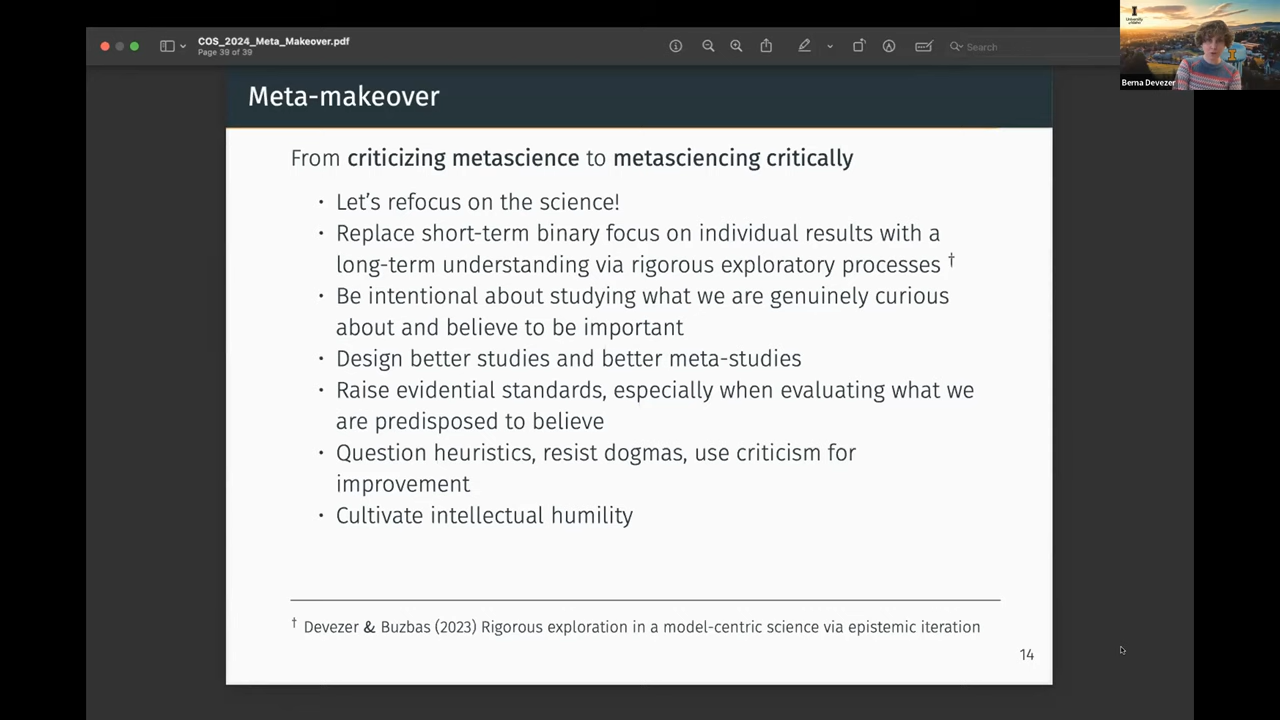 COS_2024_Meta_Makeover.pdf
Page 39 of 39
Search
University
of Idaho
Berna Devezer
Meta-makeover
From criticizing metascience to metasciencing critically
• Let's refocus on the science!
• Replace short-term binary focus on individual results with a
long-term understanding via rigorous exploratory processes †
• Be intentional about studying what we are genuinely curious
about and believe to be important
• Design better studies and better meta-studies
• Raise evidential standards, especially when evaluating what we
are predisposed to believe
• Question heuristics, resist dogmas, use criticism for
improvement
• Cultivate intellectual humility
† Devezer & Buzbas (2023) Rigorous exploration in a model-centric science via epistemic iteration
14